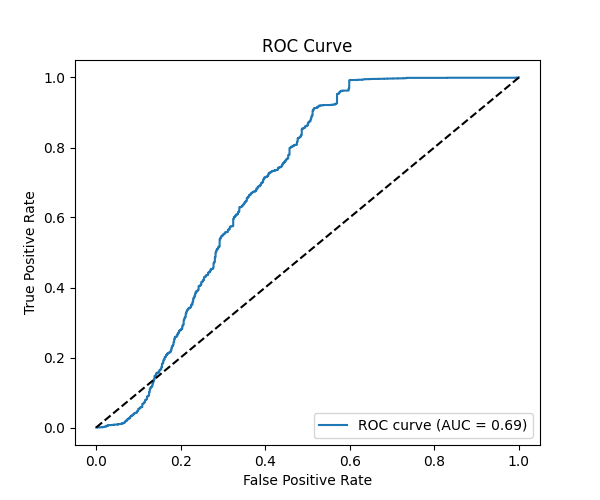 ROC Curve
1.0
0.8
0.6
0.4
0.2
0.0
True Positive Rate
ROC curve (AUC = 0.69)
0.0 0.2 0.4 0.6 0.8 1.0
False Positive Rate